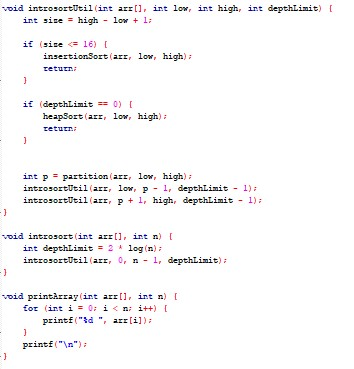 void introsortUtil(int arr[], int low, int high, int depthLimit) {
    int size = high - low + 1;
    if (size <= 16) {
        insertionSort(arr, low, high);
        return;
    }
    if (depthLimit == 0) {
        heapSort(arr, low, high);
        return;
    }
    int p = partition(arr, low, high);
    introsortUtil(arr, low, p - 1, depthLimit - 1);
    introsortUtil(arr, p + 1, high, depthLimit - 1);
}
void introsort(int arr[], int n) {
    int depthLimit = 2 * log(n);
    introsortUtil(arr, 0, n - 1, depthLimit);
}
void printArray(int arr[], int n) {
    for (int i = 0; i < n; i++) {
        printf("%d ", arr[i]);
    }
    printf("\n");
}